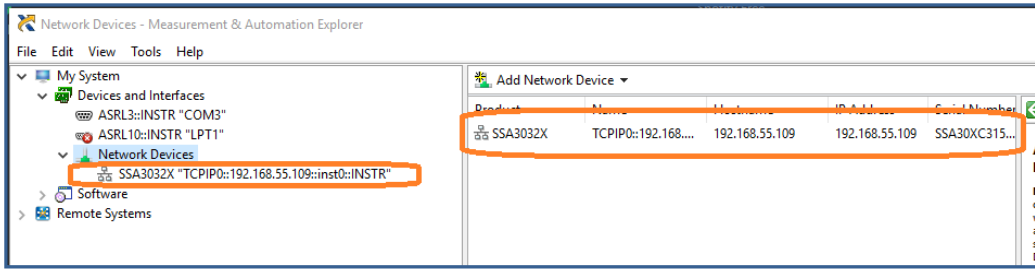 Network Devices - Measurement & Automation Explorer
File Edit View Tools Help
My System
Devices and Interfaces
ASRL3::INSTR "COM3"
ASRL10::INSTR "LPT1"
Network Devices
SSA3032X "TCPIP0::192.168.55.109::inst0::INSTR"
Software
Remote Systems
Add Network Device
Product Name Hostname IP Address Serial Number
SSA3032X TCPIP0::192.168.... 192.168.55.109 192.168.55.109 SSA30XC315...